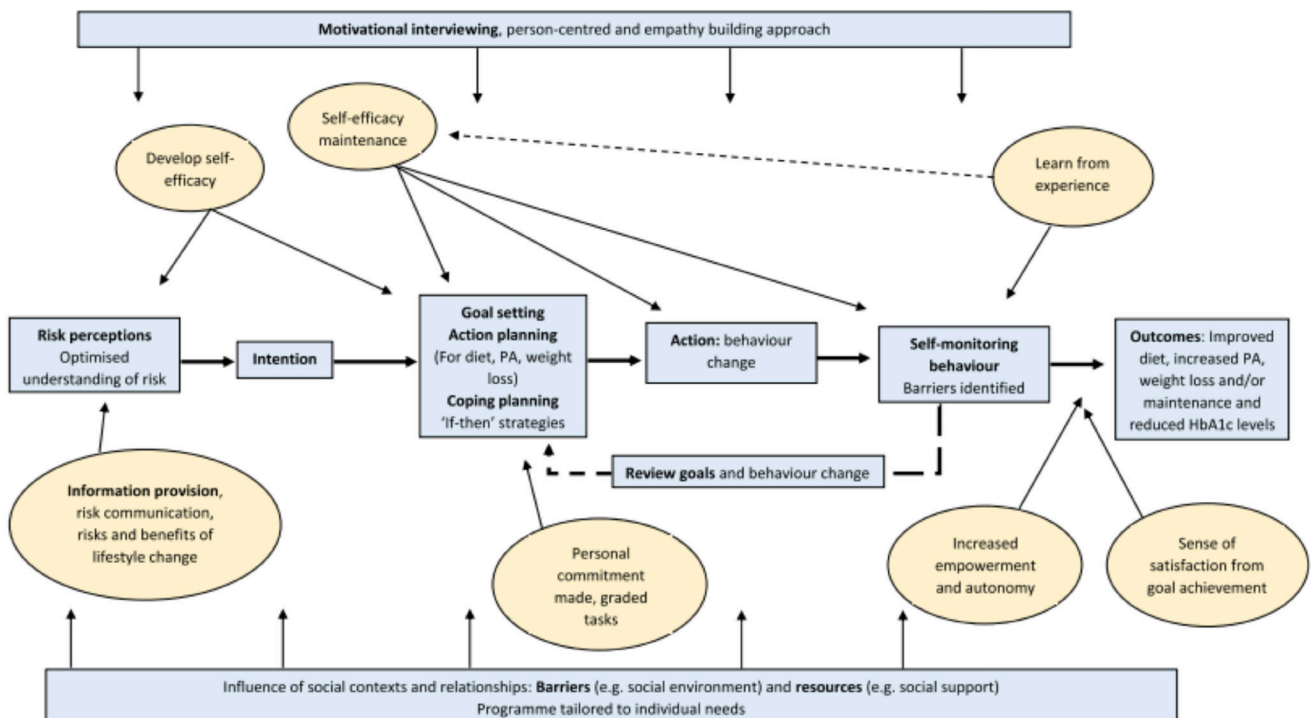 Motivational interviewing, person-centred and empathy building approach
Self-efficacy
maintenance
Develop self-
efficacy
Learn from
experience
Risk perceptions
Optimised
understanding of risk
Intention
Goal setting
Action planning
(For diet, PA, weight
loss)
Coping planning
‘If-then’ strategies
Action: behaviour
change
Self-monitoring
behaviour
Barriers identified
Outcomes: Improved
diet, increased PA,
weight loss and/or
maintenance and
reduced HbA1c levels
Review goals and behaviour change
Information provision,
risk communication,
risks and benefits of
lifestyle change
Personal
commitment
made, graded
tasks
Increased
empowerment
and autonomy
Sense of
satisfaction from
goal achievement
Influence of social contexts and relationships: Barriers (e.g. social environment) and resources (e.g. social support)
Programme tailored to individual needs